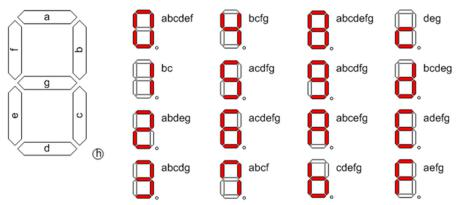 a
f
b
g
e
c
d
h
abcdef
bcfg
abcdefg
deg
bc
acdfg
abcdfg
bcdeg
abdeg
acdefg
abcefg
adefg
abcdg
abcf
cdefg
aefg